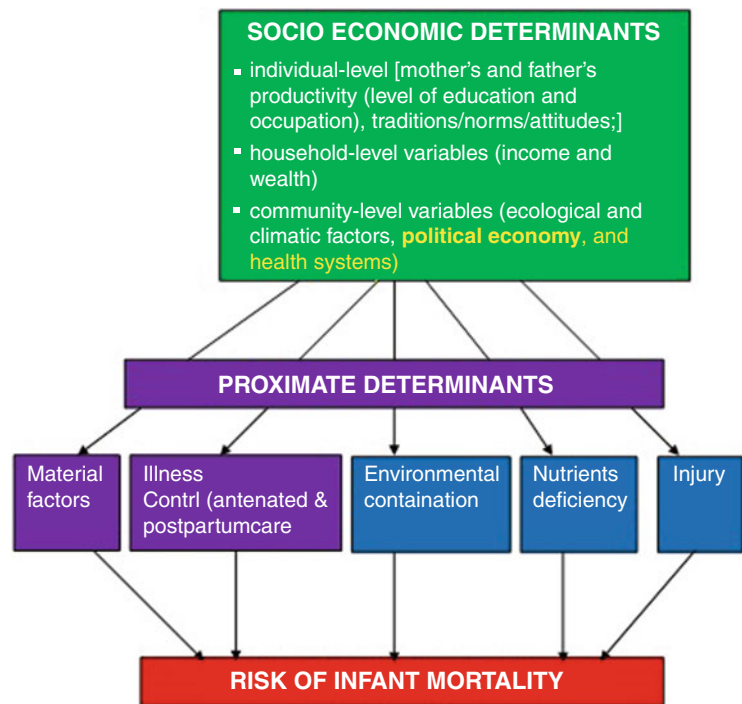 SOCIO ECONOMIC DETERMINANTS
▪ individual-level [mother's and father's
productivity (level of education and
occupation), traditions/norms/attitudes;]
▪ household-level variables (income and
wealth)
▪ community-level variables (ecological and
climatic factors, political economy, and
health systems)
PROXIMATE DETERMINANTS
Material
factors
Illness
Contrl (antenated &
postpartumcare
Environmental
containation
Nutrients
deficiency
Injury
RISK OF INFANT MORTALITY